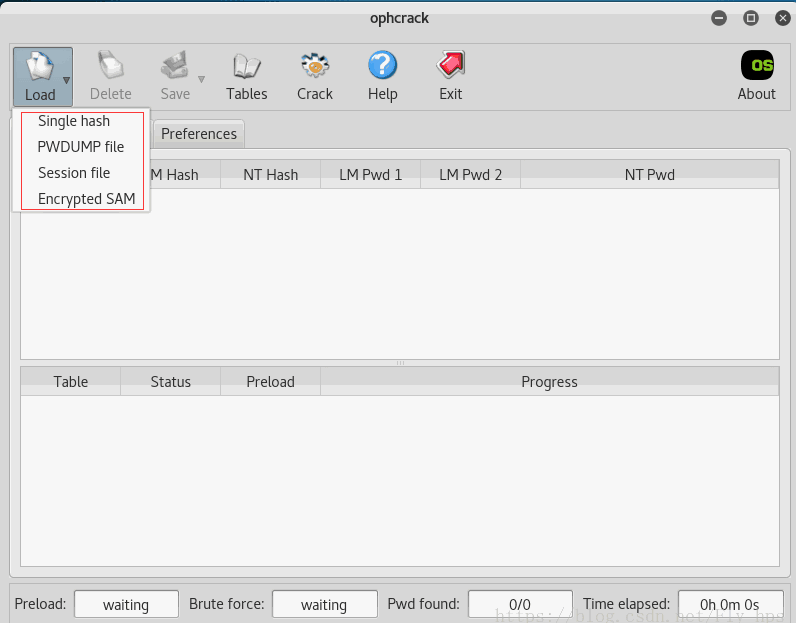 ophcrack
Load Delete Save Tables Crack Help Exit OS About
Single hash
PWDUMP file
Session file
Encrypted SAM
Preferences
M Hash NT Hash LM Pwd 1 LM Pwd 2 NT Pwd
Table Status Preload Progress
Preload: waiting Brute force: waiting Pwd found: 0/0 Time elapsed: 0h 0m 0s
https://blog.csdn.net/Fly_hps